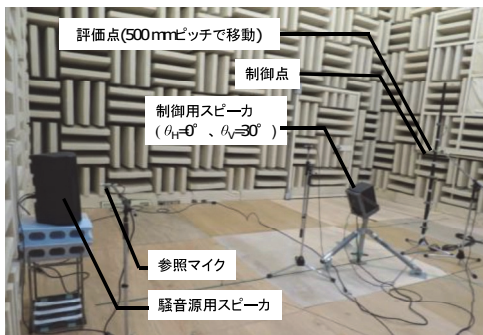 評価点(500 mmピッチで移動)
制御点
制御用スピーカ
(θH=0°、θV=30°)
参照マイク
騒音源用スピーカ